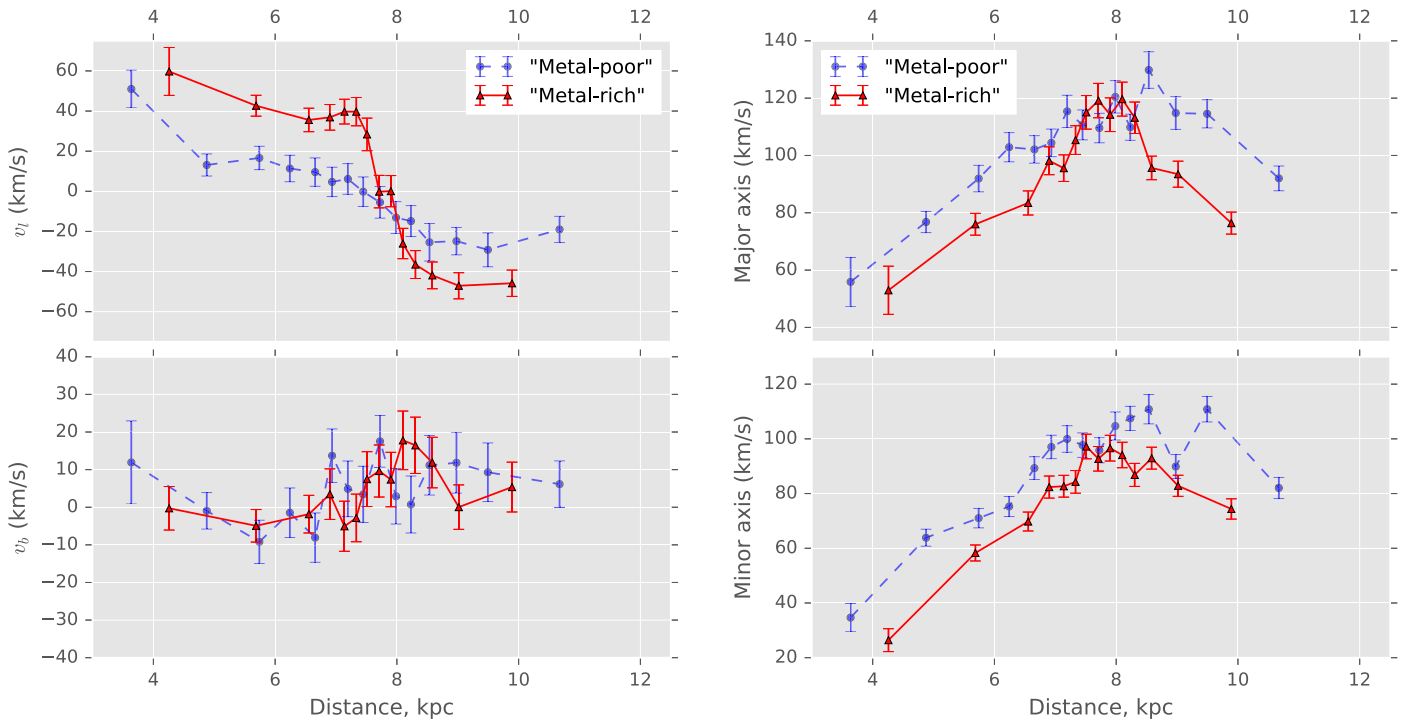 4 6 8 10 12
60
40
20
0
−20
−40
−60
v_l (km/s)
"Metal-poor"
"Metal-rich"
40
30
20
10
0
−10
−20
−30
−40
v_b (km/s)
4 6 8 10 12
Distance, kpc
4 6 8 10 12
140
120
100
80
60
40
Major axis (km/s)
"Metal-poor"
"Metal-rich"
120
100
80
60
40
20
Minor axis (km/s)
4 6 8 10 12
Distance, kpc